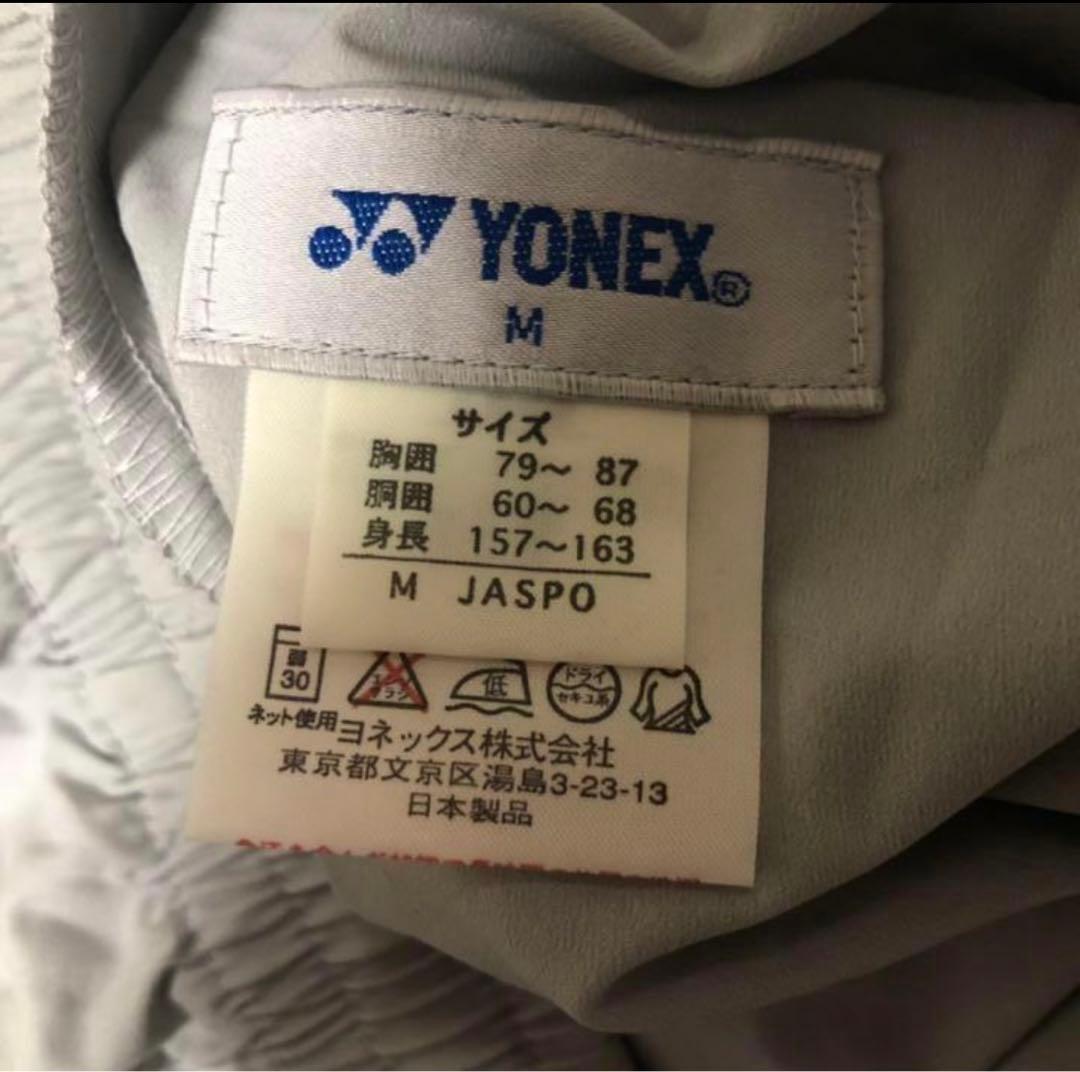 YONEX®
M
サイズ
胸囲 79～ 87
胴囲 60～ 68
身長 157～163
M JASPO
弱
30
低
ドライ
セキユ系
ネット使用
ヨネックス株式会社
東京都文京区湯島3-23-13
日本製品